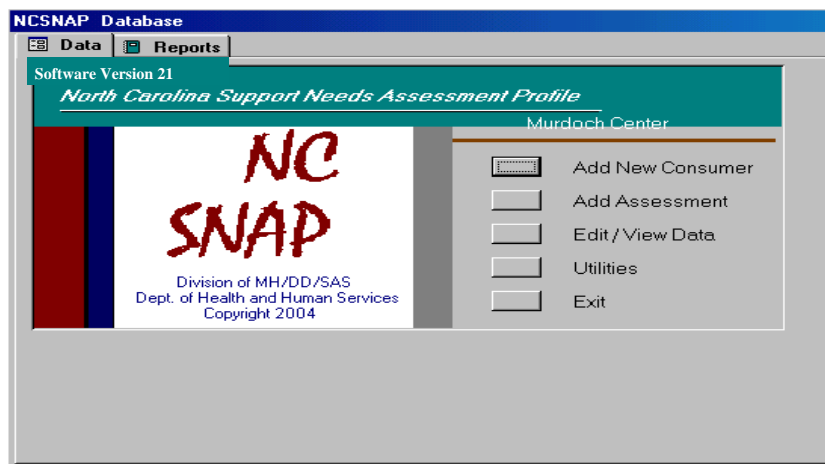 NCSNAP Database
Data Reports
Software Version 21
North Carolina Support Needs Assessment Profile
Murdoch Center
NC
SNAP
Division of MH/DD/SAS
Dept. of Health and Human Services
Copyright 2004
Add New Consumer
Add Assessment
Edit / View Data
Utilities
Exit